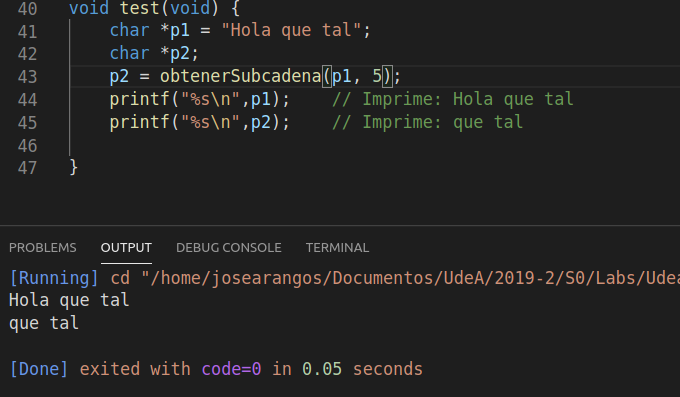 40 void test(void) {
41 char *p1 = "Hola que tal";
42 char *p2;
43 p2 = obtenerSubcadena(p1, 5);
44 printf("%s\n",p1); // Imprime: Hola que tal
45 printf("%s\n",p2); // Imprime: que tal
46
47 }
PROBLEMS OUTPUT DEBUG CONSOLE TERMINAL
[Running] cd "/home/josearangos/Documentos/UdeA/2019-2/SO/Labs/Udea
Hola que tal
que tal
[Done] exited with code=0 in 0.05 seconds